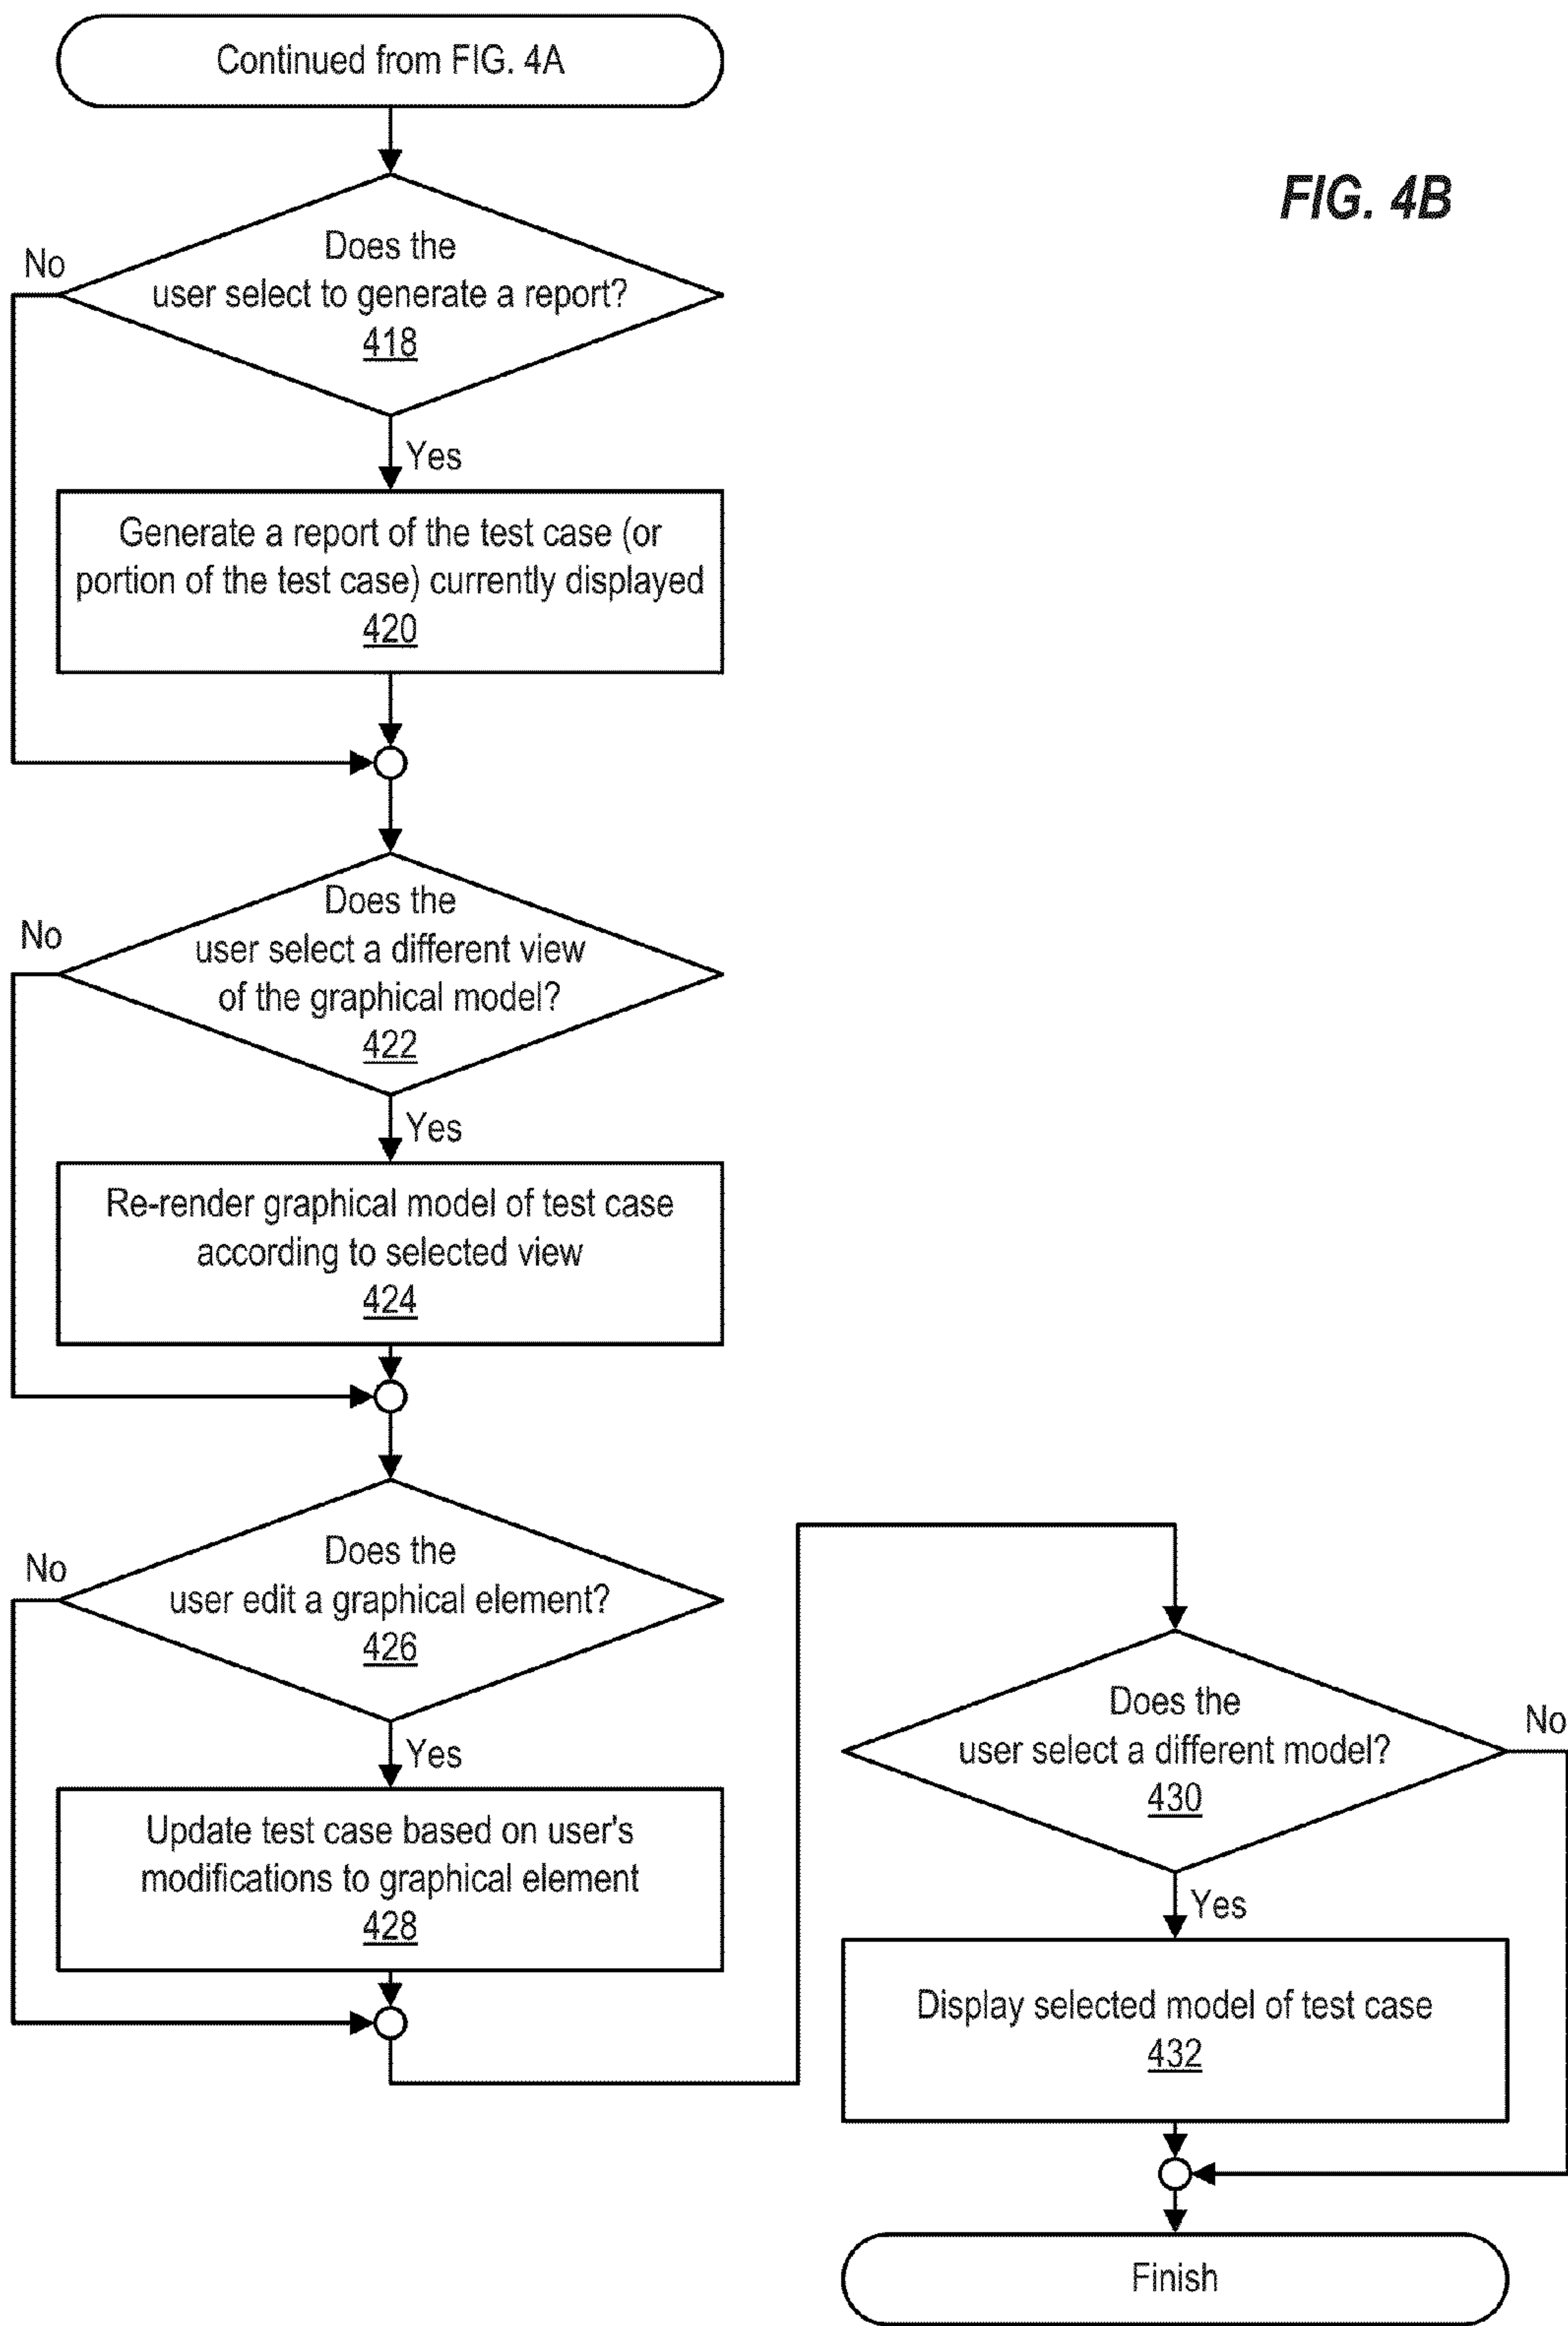 Continued from FIG. 4A
FIG. 4B
Does the
user select to generate a report?
418
No
Yes
Generate a report of the test case (or
portion of the test case) currently displayed
420
Does the
user select a different view
of the graphical model?
422
No
Yes
Re-render graphical model of test case
according to selected view
424
Does the
user edit a graphical element?
426
No
Yes
Update test case based on user's
modifications to graphical element
428
Does the
user select a different model?
430
No
Yes
Display selected model of test case
432
Finish